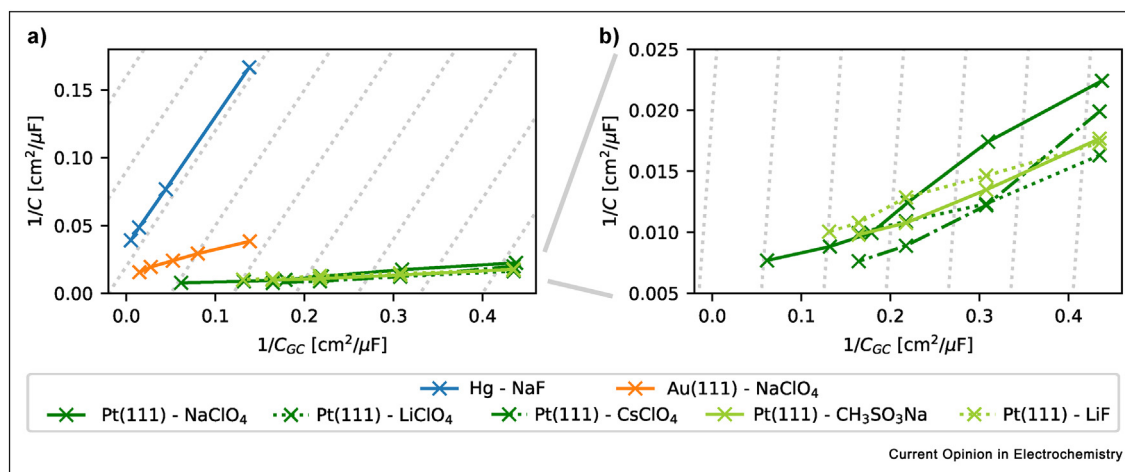 a)
0.15
0.10
0.05
0.00
1/C [cm²/µF]
0.0 0.1 0.2 0.3 0.4
1/C_GC [cm²/µF]
b)
0.025
0.020
0.015
0.010
0.005
1/C [cm²/µF]
0.0 0.1 0.2 0.3 0.4
1/C_GC [cm²/µF]
Hg - NaF Au(111) - NaClO₄
Pt(111) - NaClO₄ Pt(111) - LiClO₄ Pt(111) - CsClO₄ Pt(111) - CH₃SO₃Na Pt(111) - LiF
Current Opinion in Electrochemistry